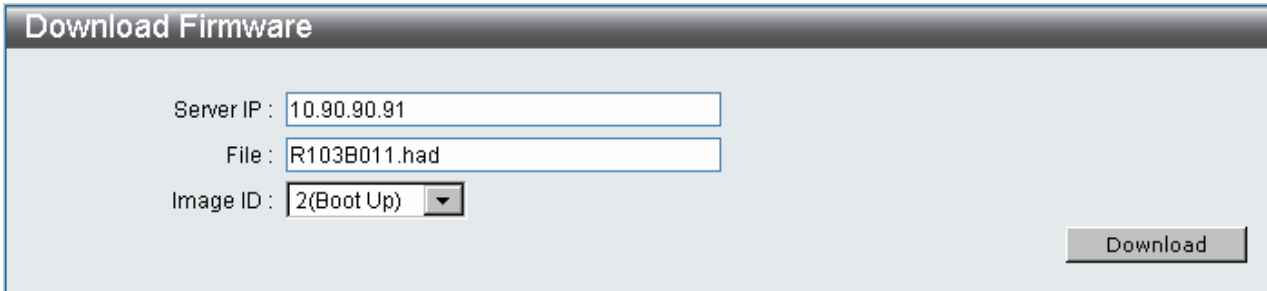 Download Firmware
Server IP : 10.90.90.91
File : R103B011.had
Image ID : 2(Boot Up)
Download